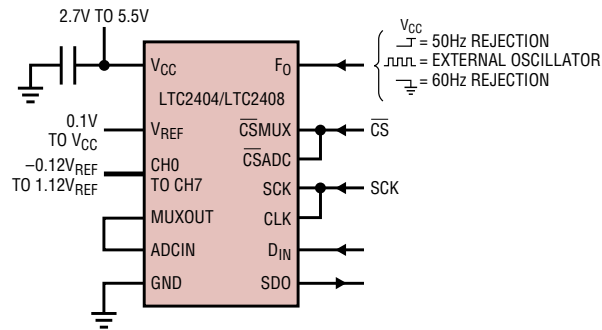 2.7V TO 5.5V
VCC
= 50Hz REJECTION
= EXTERNAL OSCILLATOR
= 60Hz REJECTION
VCC
FO
LTC2404/LTC2408
0.1V
TO VCC
VREF
CSMUX
CS
CSADC
–0.12VREF
TO 1.12VREF
CH0
TO CH7
SCK
SCK
MUXOUT
CLK
ADCIN
DIN
GND
SDO